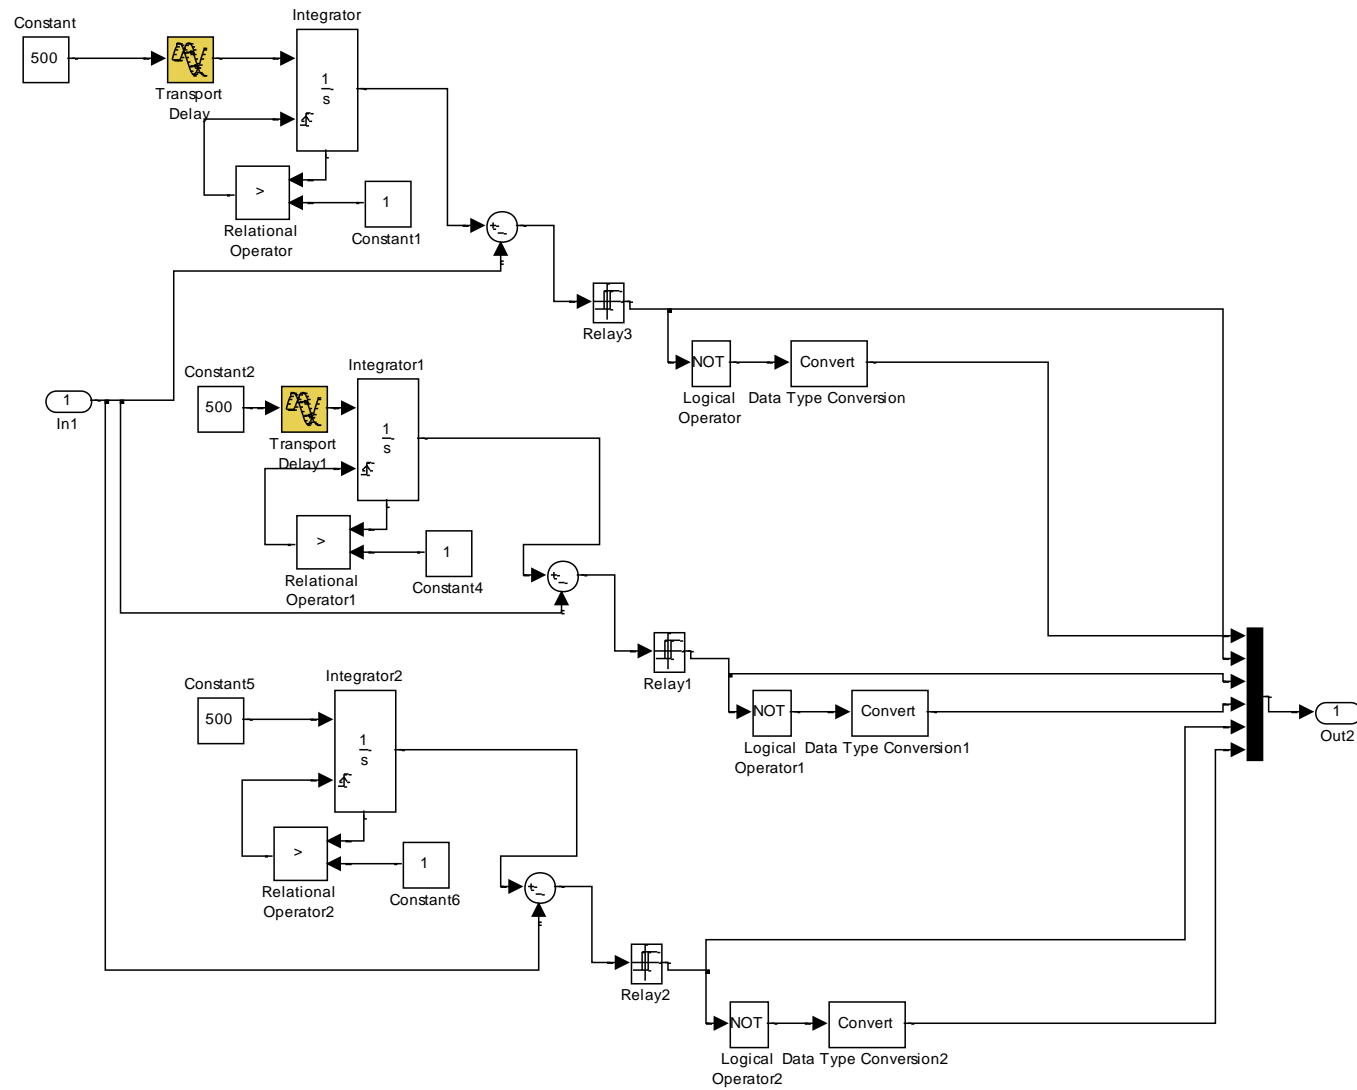 Constant
500
Transport
Delay
Integrator
1
s
>
Relational
Operator
1
Constant1
+
−
Relay3
NOT
Logical
Operator
Convert
Data Type Conversion
1
In1
Constant2
500
Transport
Delay1
Integrator1
1
s
>
Relational
Operator1
1
Constant4
+
−
Relay1
NOT
Logical
Operator1
Convert
Data Type Conversion1
1
Out2
Constant5
500
Integrator2
1
s
>
Relational
Operator2
1
Constant6
+
−
Relay2
NOT
Logical
Operator2
Convert
Data Type Conversion2